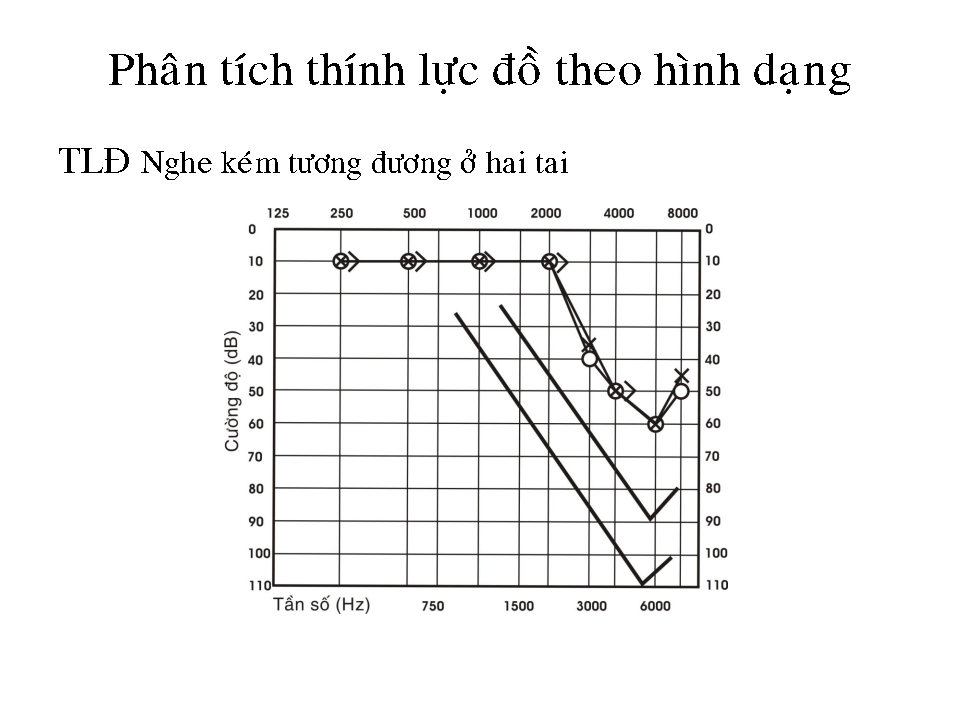 Phân tích thính lực đồ theo hình dạng
TLĐ Nghe kém tương đương ở hai tai
125 250 500 1000 2000 4000 8000
0 0
10 10
20 20
30 30
40 40
50 50
60 60
70 70
80 80
90 90
100 100
110 110
Cường độ (dB)
Tần số (Hz) 750 1500 3000 6000